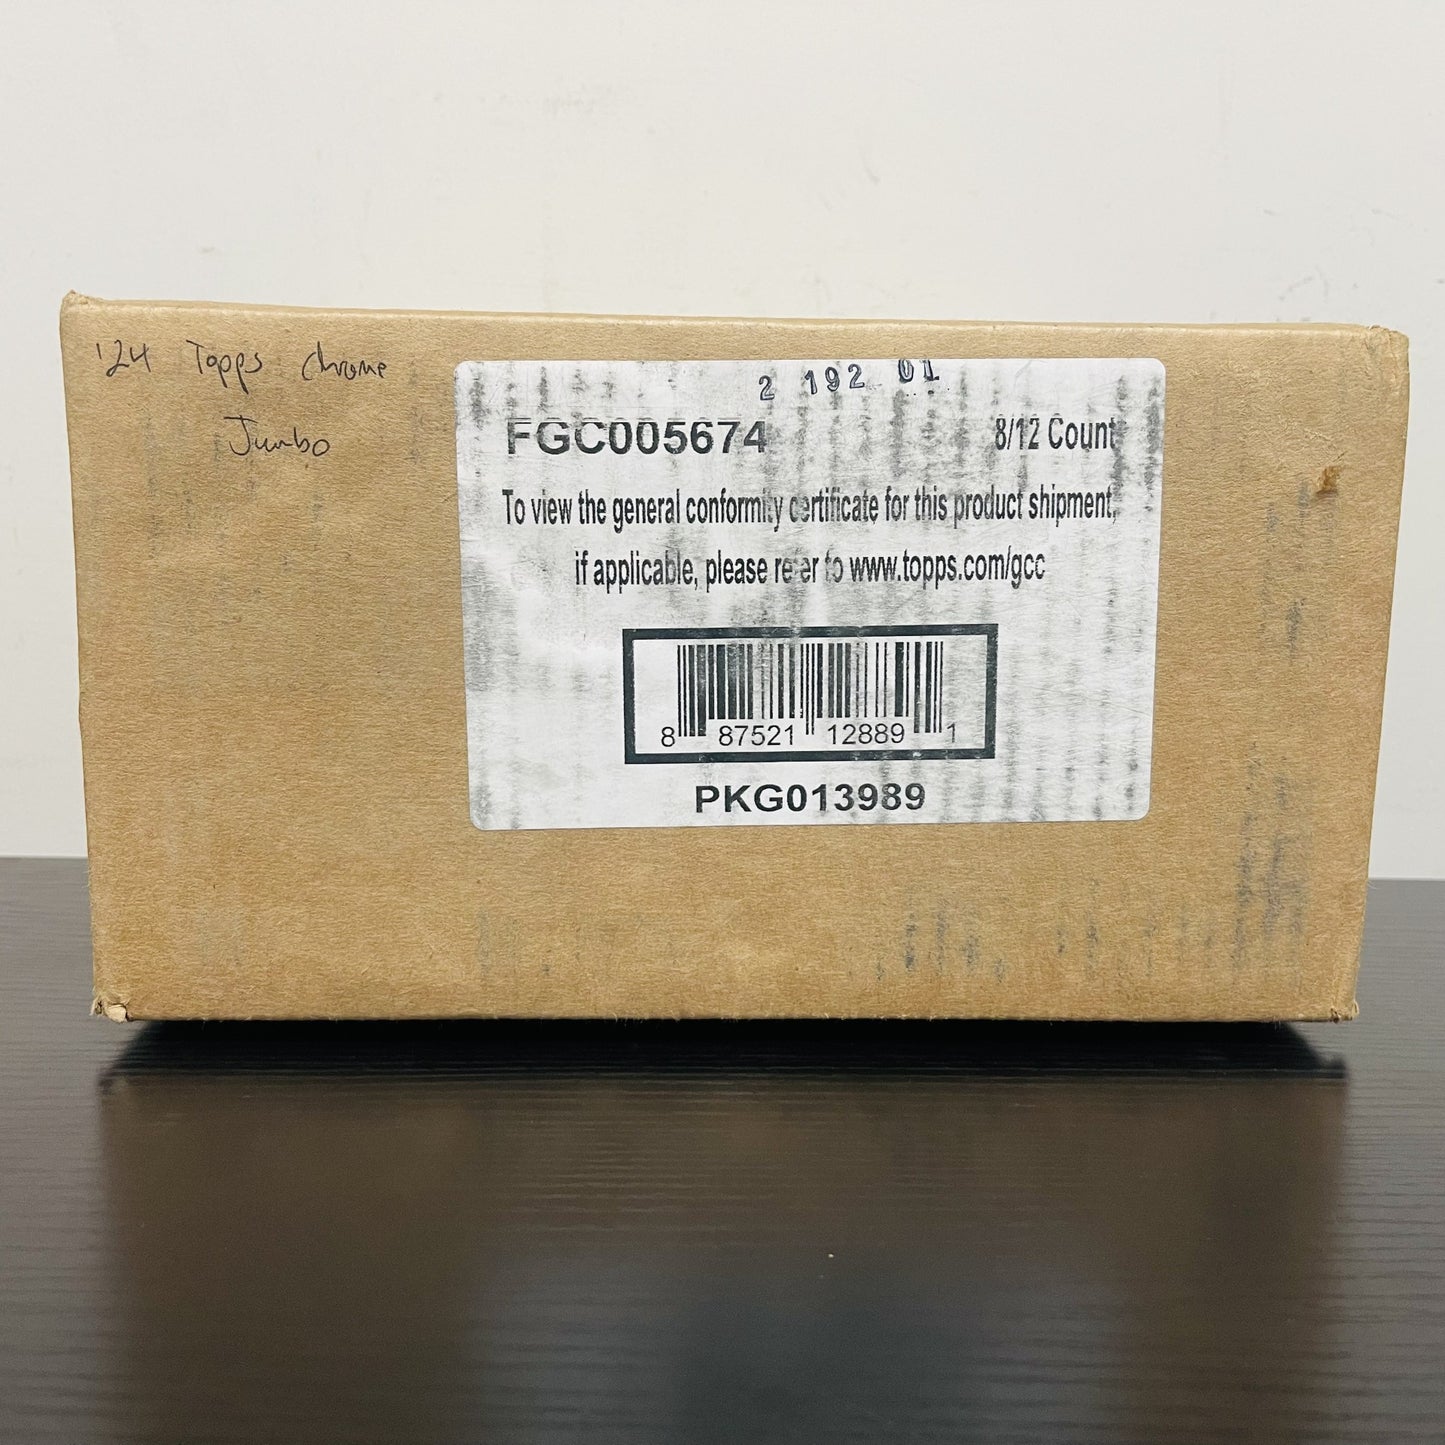 '24 Topps Chrome
Jumbo
2 192 01
FGC005674 8/12 Count
To view the general conformity certificate for this product shipment,
if applicable, please refer to www.topps.com/gcc
8 87521 12889 1
PKG013989